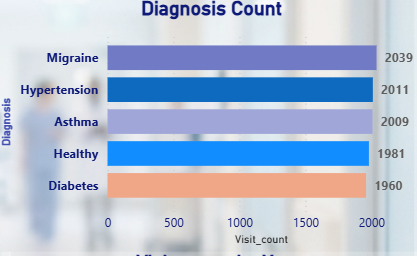 Diagnosis Count
Diagnosis
Migraine 2039
Hypertension 2011
Asthma 2009
Healthy 1981
Diabetes 1960
0 500 1000 1500 2000
Visit_count